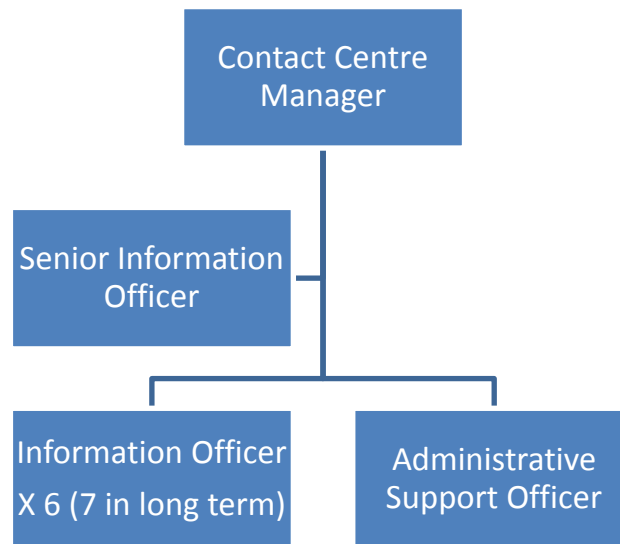 Contact Centre
Manager
Senior Information
Officer
Information Officer
X 6 (7 in long term)
Administrative
Support Officer